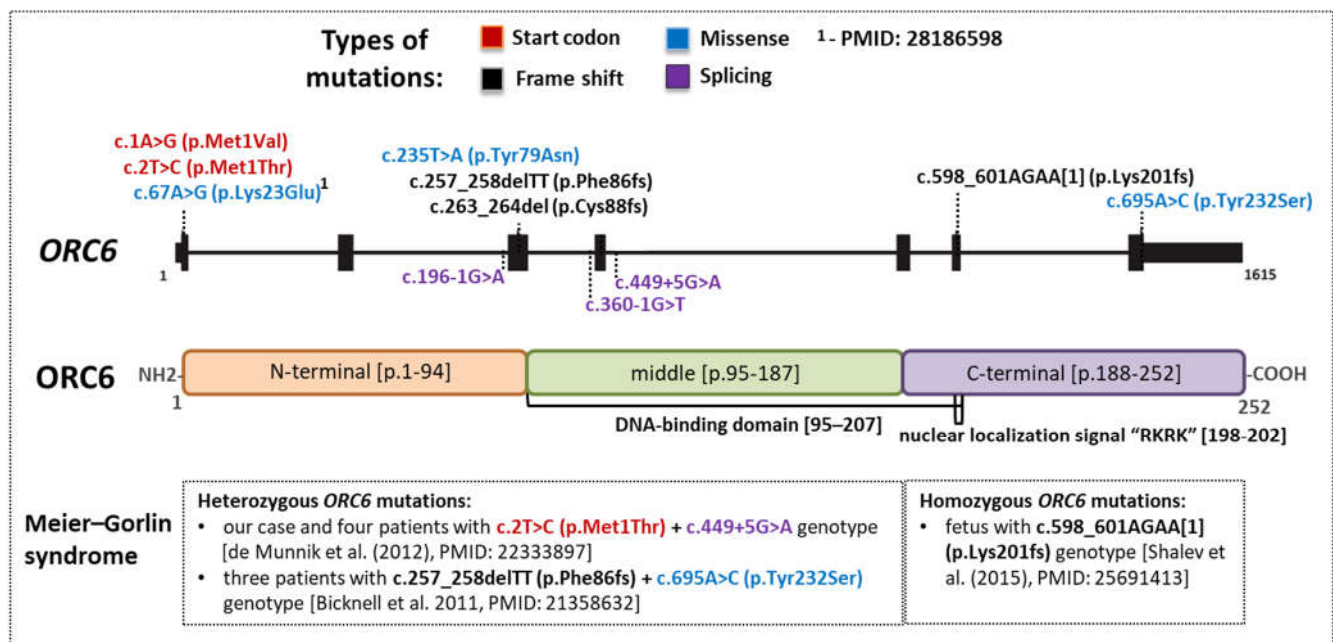 Types of mutations:
Start codon
Missense
1- PMID: 28186598
Frame shift
Splicing
c.1A>G (p.Met1Val)
c.2T>C (p.Met1Thr)
c.67A>G (p.Lys23Glu)1
c.235T>A (p.Tyr79Asn)
c.257_258delTT (p.Phe86fs)
c.263_264del (p.Cys88fs)
c.598_601AGAA[1] (p.Lys201fs)
c.695A>C (p.Tyr232Ser)
ORC6
1
1615
c.196-1G>A
c.449+5G>A
c.360-1G>T
ORC6
NH2-
N-terminal [p.1-94]
middle [p.95-187]
C-terminal [p.188-252]
-COOH
1
252
DNA-binding domain [95–207]
nuclear localization signal “RKRK” [198-202]
Meier–Gorlin
syndrome
Heterozygous ORC6 mutations:
• our case and four patients with c.2T>C (p.Met1Thr) + c.449+5G>A genotype
[de Munnik et al. (2012), PMID: 22333897]
• three patients with c.257_258delTT (p.Phe86fs) + c.695A>C (p.Tyr232Ser)
genotype [Bicknell et al. 2011, PMID: 21358632]
Homozygous ORC6 mutations:
• fetus with c.598_601AGAA[1]
(p.Lys201fs) genotype [Shalev
et al. (2015), PMID: 25691413]